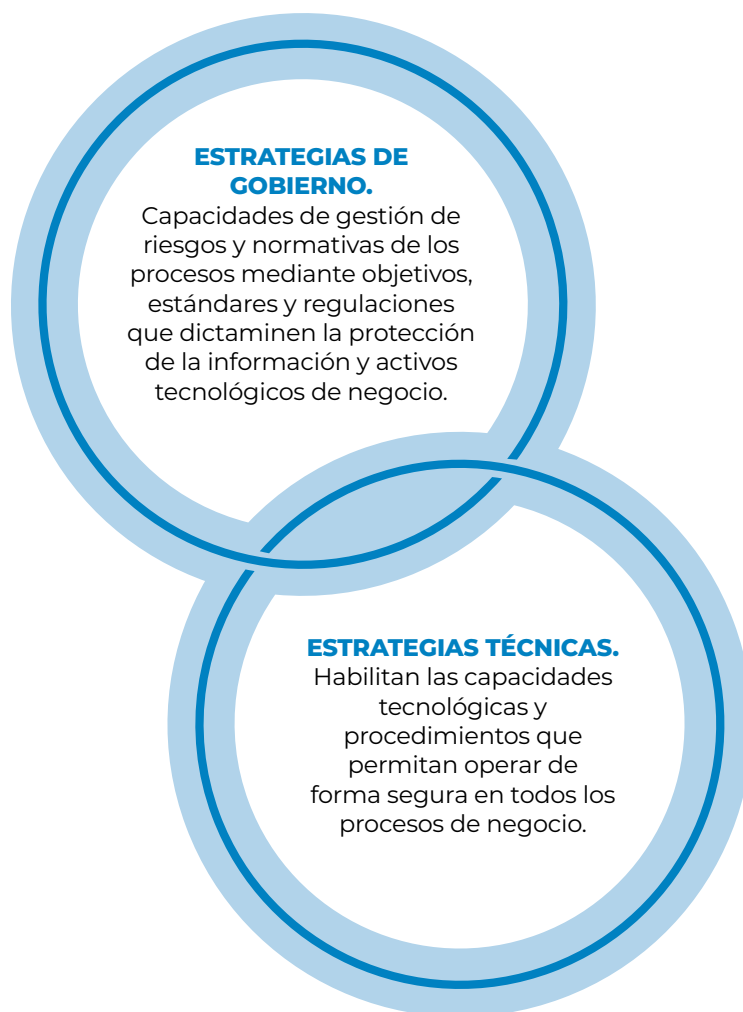 ESTRATEGIAS DE
GOBIERNO.
Capacidades de gestión de
riesgos y normativas de los
procesos mediante objetivos,
estándares y regulaciones
que dictaminen la protección
de la información y activos
tecnológicos de negocio.
ESTRATEGIAS TÉCNICAS.
Habilitan las capacidades
tecnológicas y
procedimientos que
permitan operar de
forma segura en todos los
procesos de negocio.